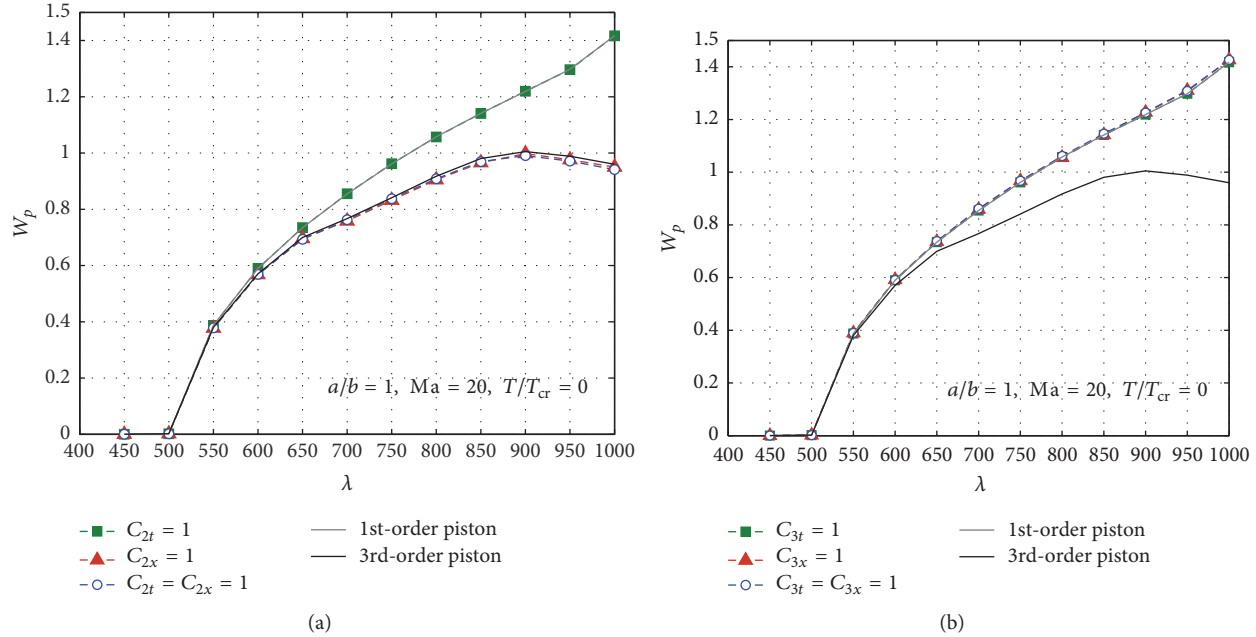 1.5
1.4
1.2
1
0.8
0.6
0.4
0.2
0
W_p
a/b = 1, Ma = 20, T/T_cr = 0
400 450 500 550 600 650 700 750 800 850 900 950 1000
λ
C_2t = 1
C_2x = 1
C_2t = C_2x = 1
1st-order piston
3rd-order piston
(a)
1.5
1.4
1.2
1
0.8
0.6
0.4
0.2
0
W_p
a/b = 1, Ma = 20, T/T_cr = 0
400 450 500 550 600 650 700 750 800 850 900 950 1000
λ
C_3t = 1
C_3x = 1
C_3t = C_3x = 1
1st-order piston
3rd-order piston
(b)